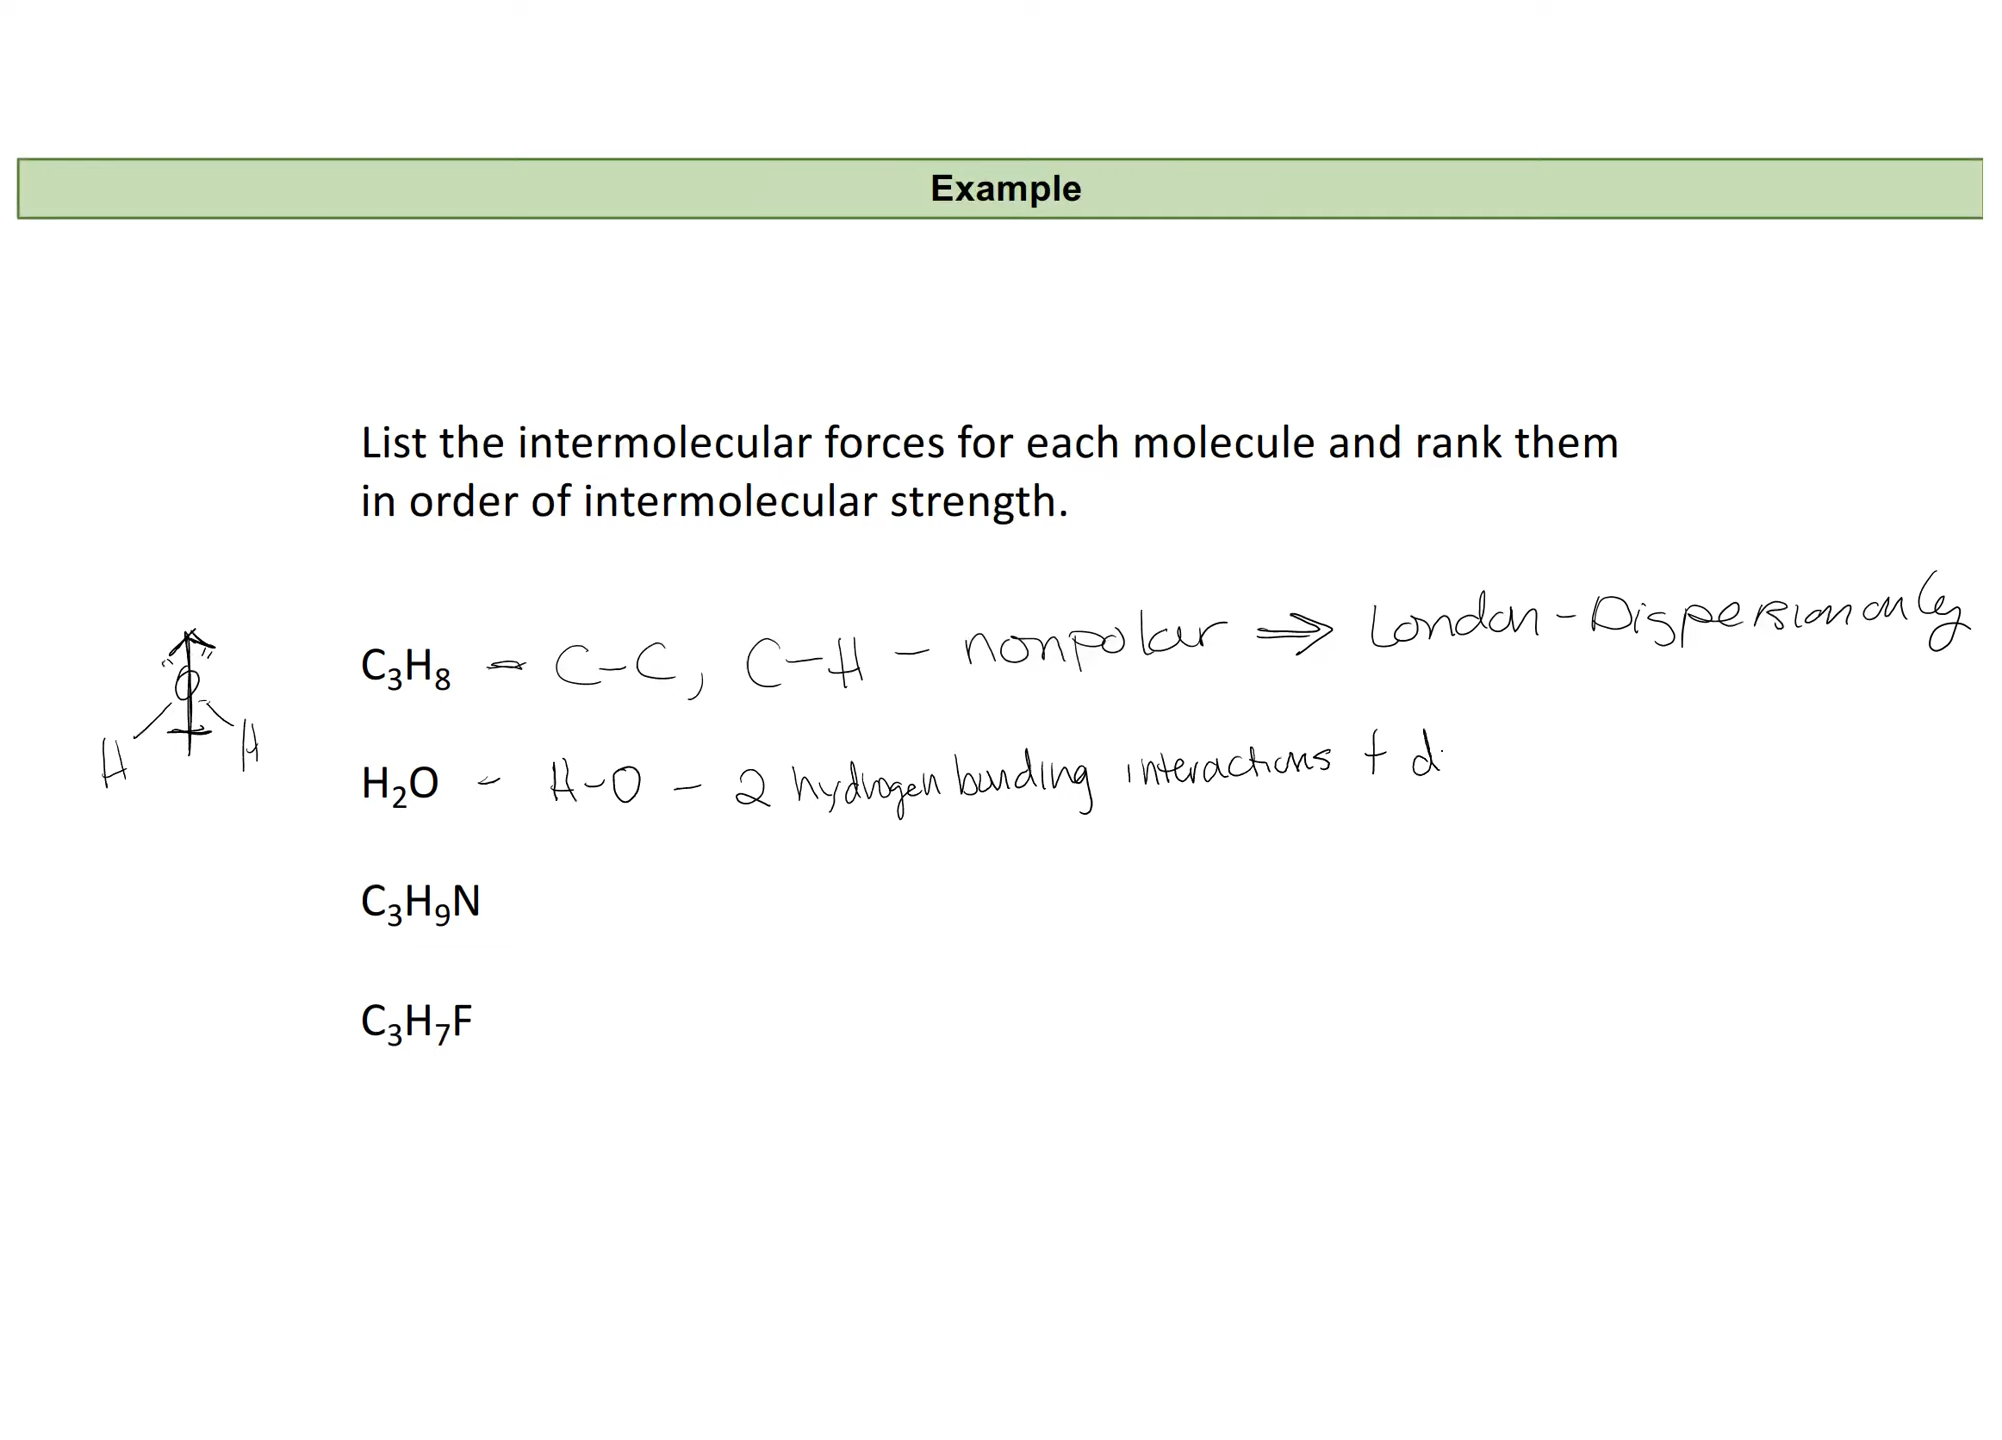 Example
List the intermolecular forces for each molecule and rank them
in order of intermolecular strength.
C₃H₈ - C-C, C-H - nonpolar ⇒ London-Dispersion only
O
H H
H₂O - H-O - 2 hydrogen bonding interactions + d
C₃H₉N
C₃H₇F